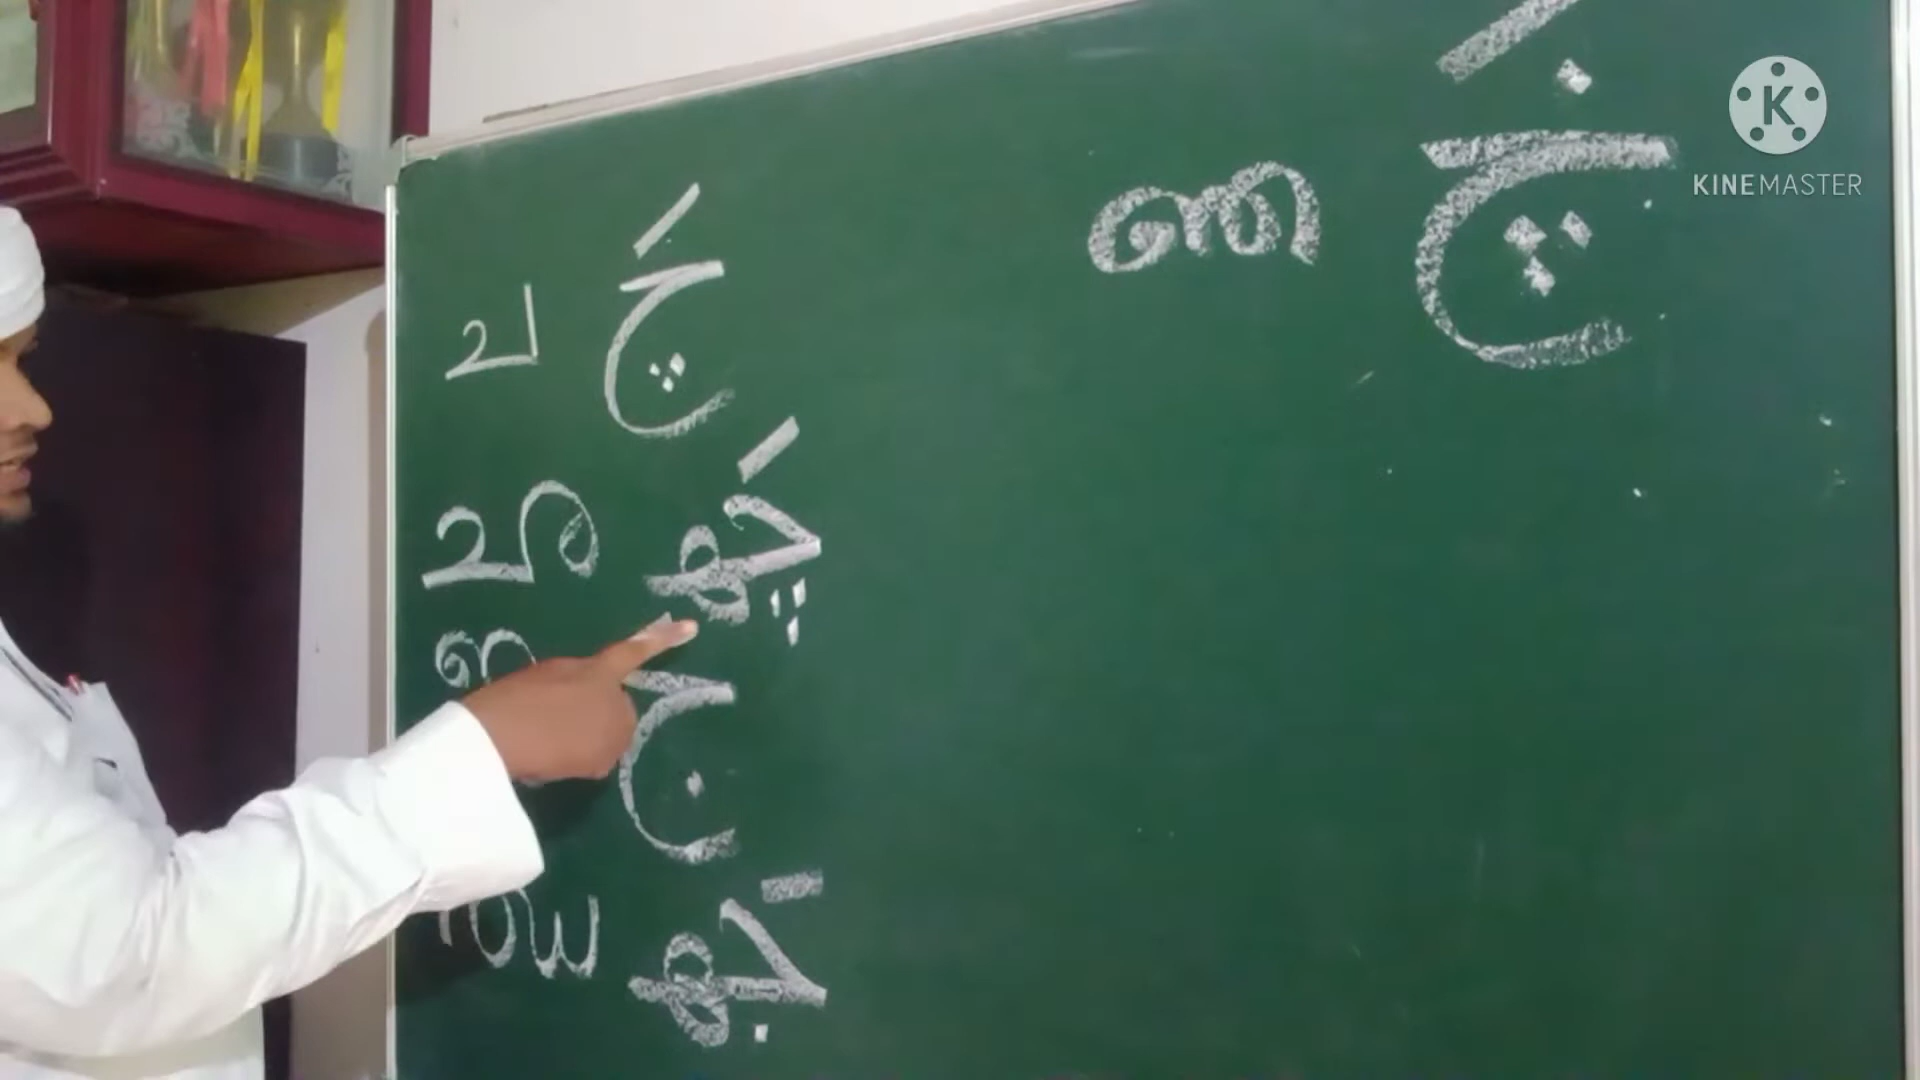 KINEMASTER
ഞ ڿَ
ച چَ
ഛ چھَ
ج
ഝ جھَ